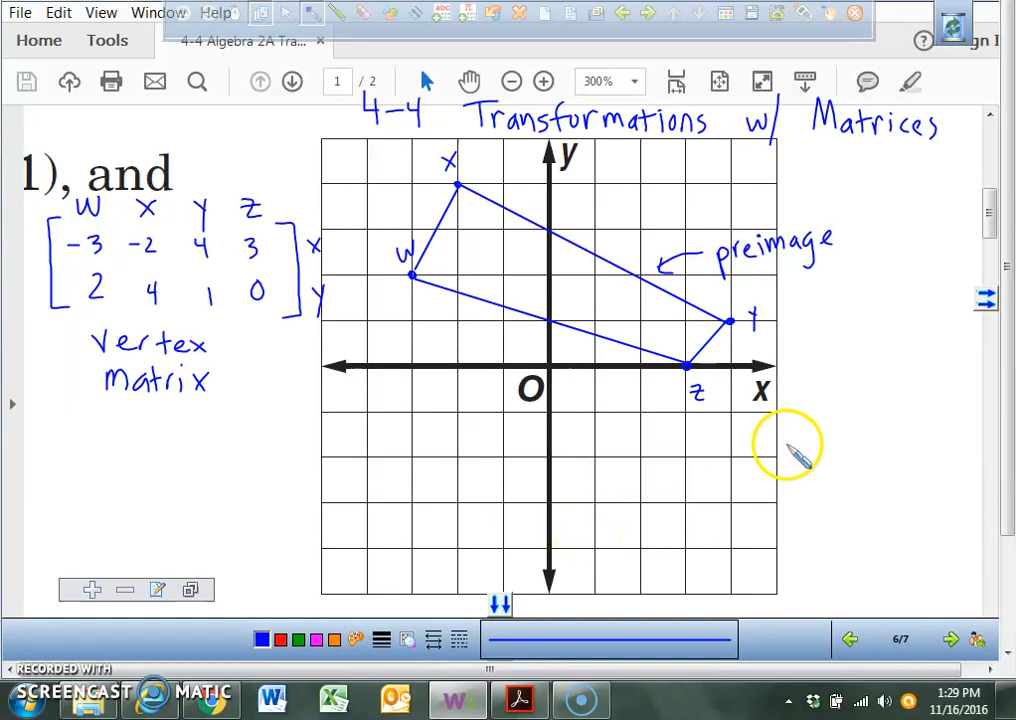 File Edit View Window Help
Home Tools 4-4 Algebra 2A Tra... × ? gn I
1 / 2 300%
4-4 Transformations w/ Matrices
1), and
W X Y Z
-3 -2 4 3 x
2 4 1 0 y
vertex
matrix
X
y
W
preimage
Y
O
x
Z
6/7
RECORDED WITH
SCREENCAST MATIC
1:29 PM
11/16/2016